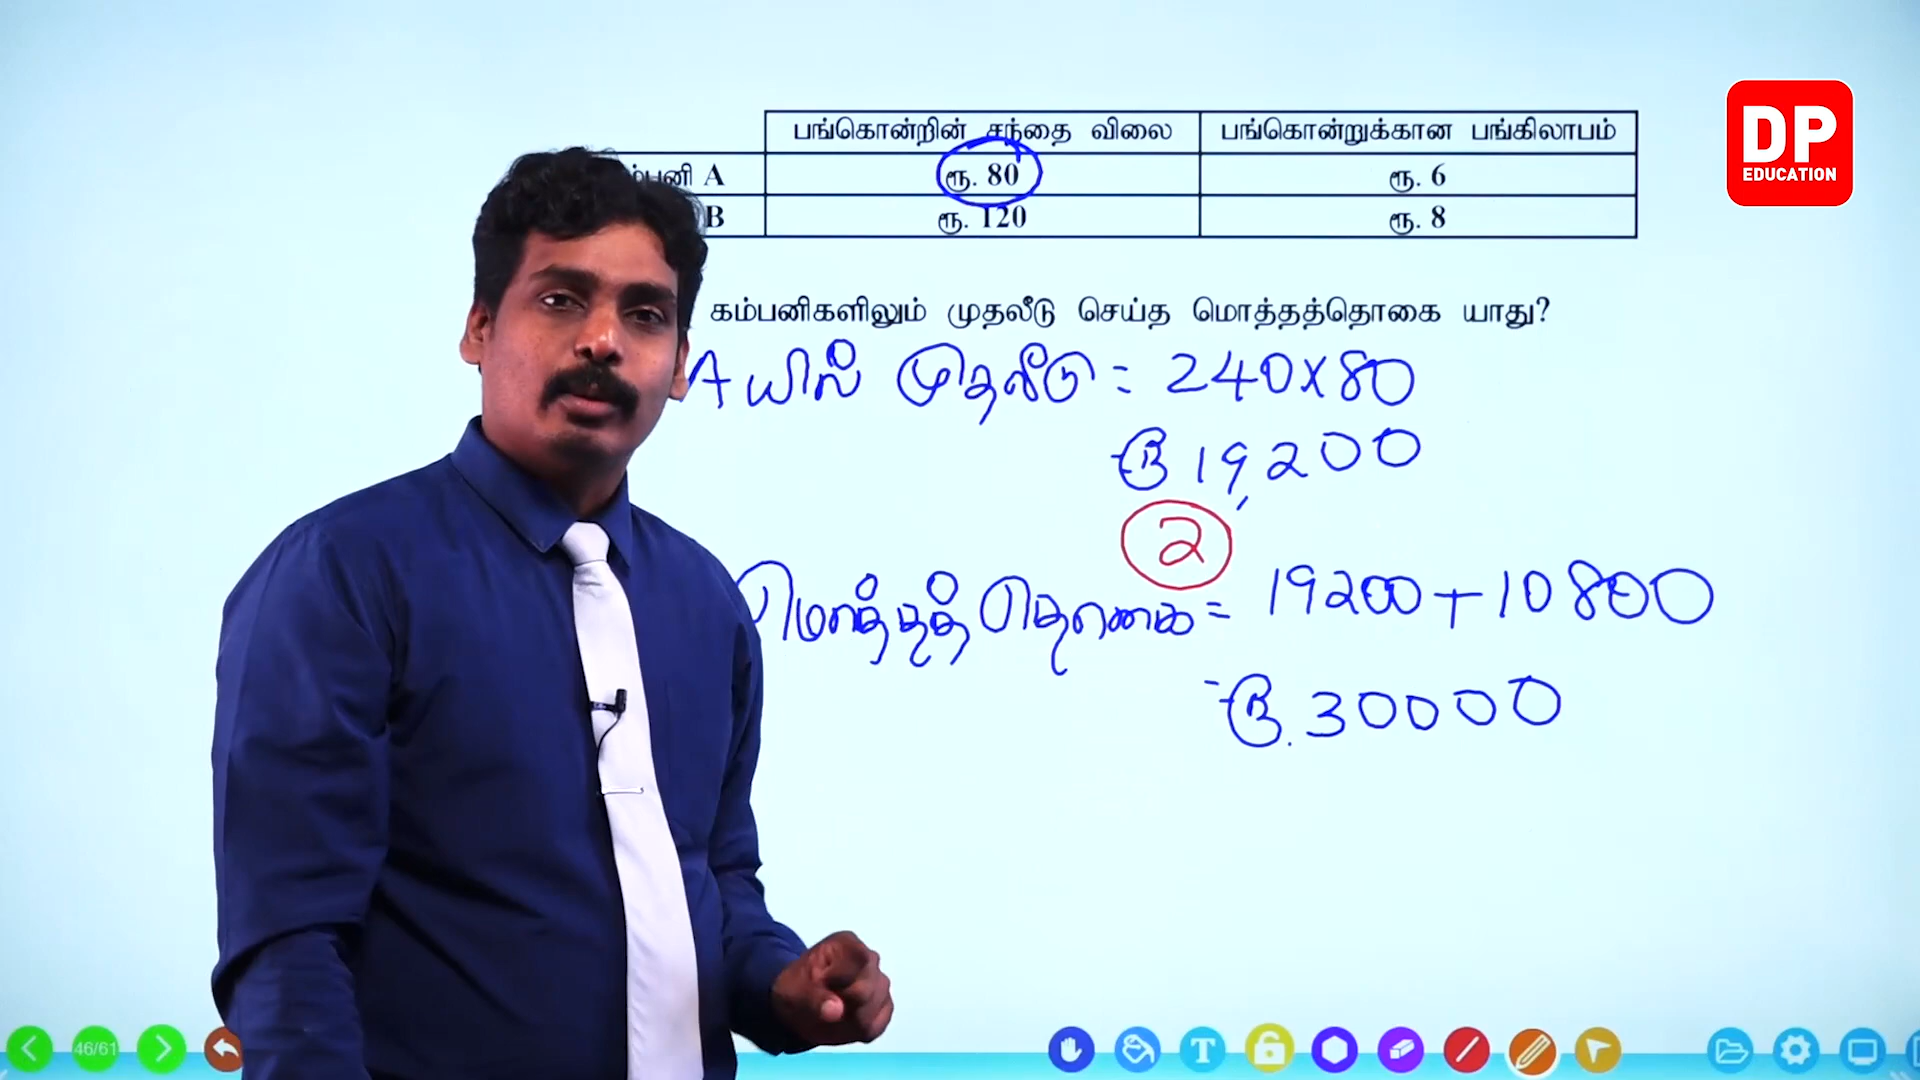 DP
EDUCATION
பங்கொன்றின் சந்தை விலை பங்கொன்றுக்கான பங்கிலாபம்
ம்பனி A ரூ. 80 ரூ. 6
B ரூ. 120 ரூ. 8
கம்பனிகளிலும் முதலீடு செய்த மொத்தத்தொகை யாது?
A யில் முதலீடு = 240x80
ரூ 19,200
2
மொத்தத் தொகை = 19200 + 10800
= ரூ. 30000
46/61
T